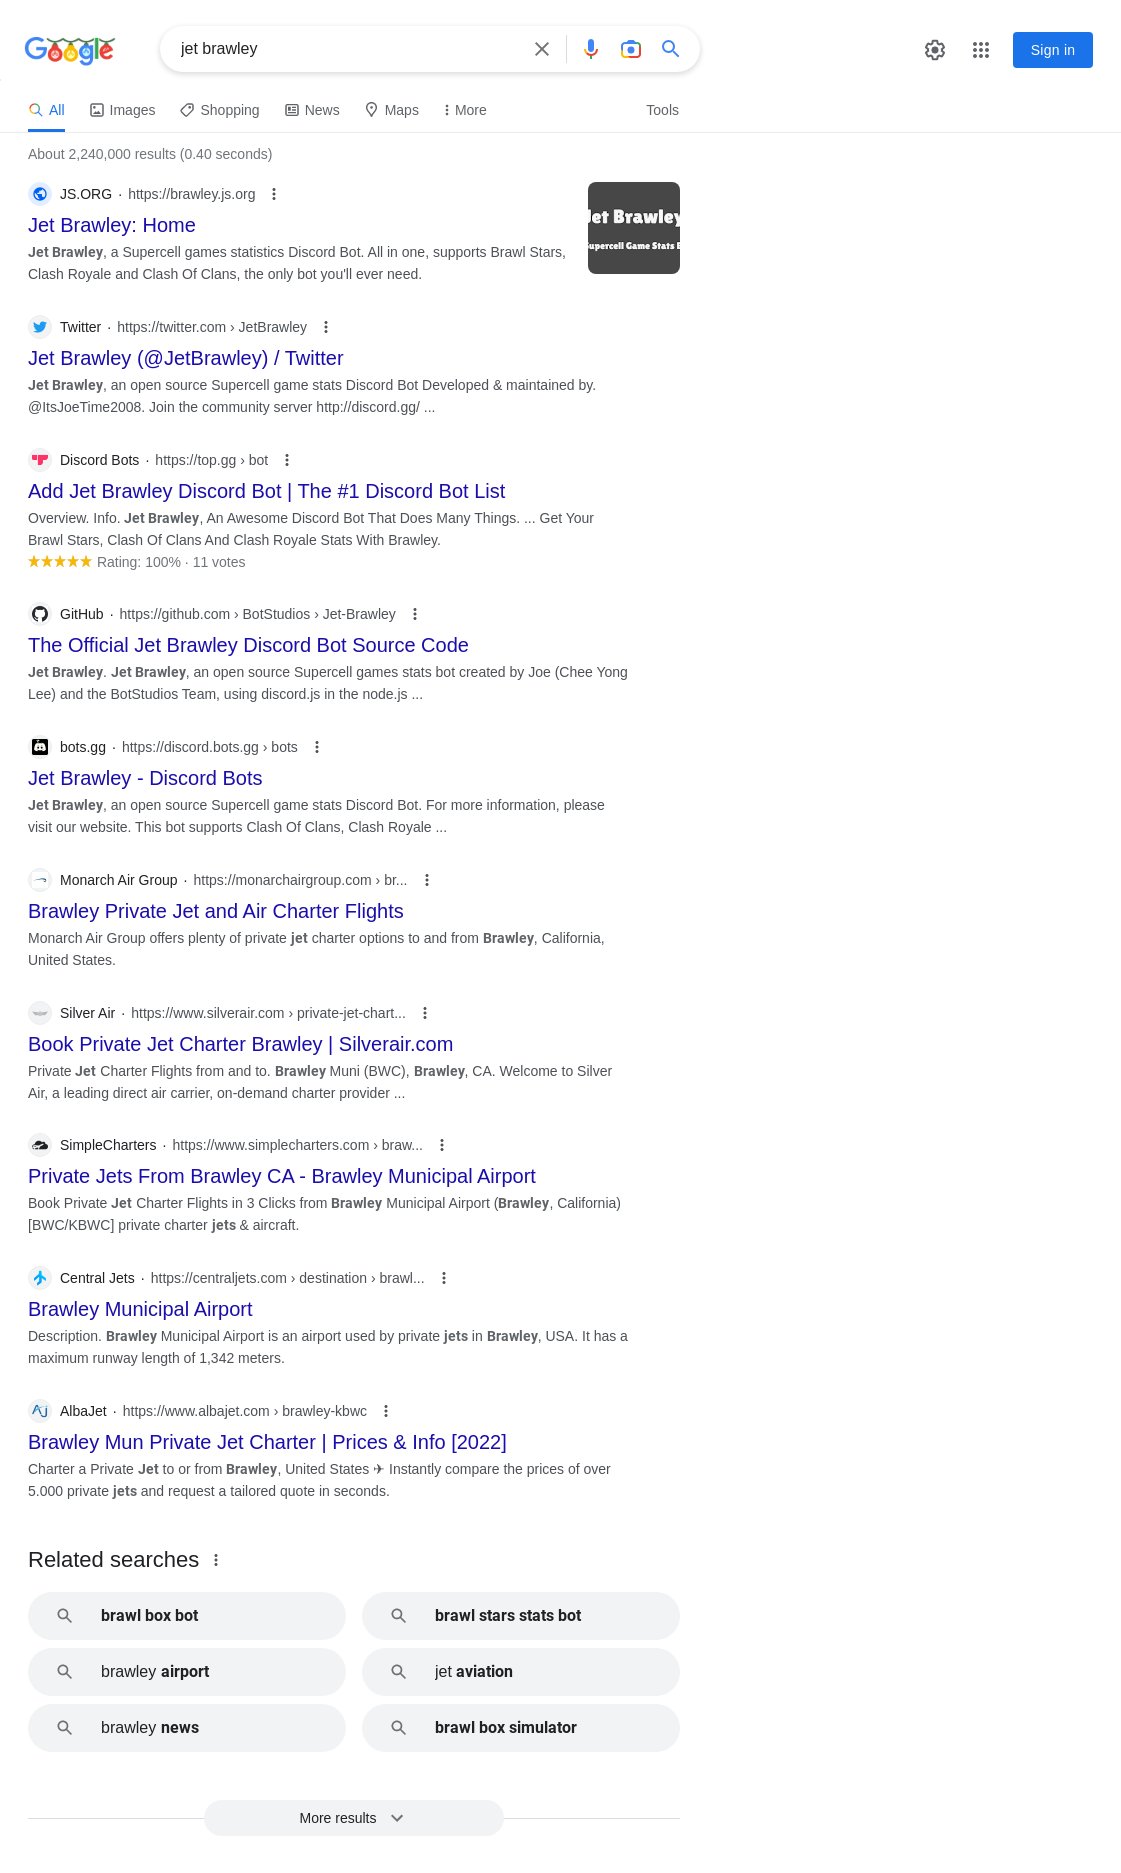 Google
jet brawley
Sign in
All Images Shopping News Maps More Tools
About 2,240,000 results (0.40 seconds)
JS.ORG · https://brawley.js.org
Jet Brawley: Home
Jet Brawley, a Supercell games statistics Discord Bot. All in one, supports Brawl Stars,
Clash Royale and Clash Of Clans, the only bot you'll ever need.
Jet Brawley
Supercell Game Stats B
Twitter · https://twitter.com › JetBrawley
Jet Brawley (@JetBrawley) / Twitter
Jet Brawley, an open source Supercell game stats Discord Bot Developed & maintained by.
@ItsJoeTime2008. Join the community server http://discord.gg/ ...
Discord Bots · https://top.gg › bot
Add Jet Brawley Discord Bot | The #1 Discord Bot List
Overview. Info. Jet Brawley, An Awesome Discord Bot That Does Many Things. ... Get Your
Brawl Stars, Clash Of Clans And Clash Royale Stats With Brawley.
Rating: 100% · 11 votes
GitHub · https://github.com › BotStudios › Jet-Brawley
The Official Jet Brawley Discord Bot Source Code
Jet Brawley. Jet Brawley, an open source Supercell games stats bot created by Joe (Chee Yong
Lee) and the BotStudios Team, using discord.js in the node.js ...
bots.gg · https://discord.bots.gg › bots
Jet Brawley - Discord Bots
Jet Brawley, an open source Supercell game stats Discord Bot. For more information, please
visit our website. This bot supports Clash Of Clans, Clash Royale ...
Monarch Air Group · https://monarchairgroup.com › br...
Brawley Private Jet and Air Charter Flights
Monarch Air Group offers plenty of private jet charter options to and from Brawley, California,
United States.
Silver Air · https://www.silverair.com › private-jet-chart...
Book Private Jet Charter Brawley | Silverair.com
Private Jet Charter Flights from and to. Brawley Muni (BWC), Brawley, CA. Welcome to Silver
Air, a leading direct air carrier, on-demand charter provider ...
SimpleCharters · https://www.simplecharters.com › braw...
Private Jets From Brawley CA - Brawley Municipal Airport
Book Private Jet Charter Flights in 3 Clicks from Brawley Municipal Airport (Brawley, California)
[BWC/KBWC] private charter jets & aircraft.
Central Jets · https://centraljets.com › destination › brawl...
Brawley Municipal Airport
Description. Brawley Municipal Airport is an airport used by private jets in Brawley, USA. It has a
maximum runway length of 1,342 meters.
AlbaJet · https://www.albajet.com › brawley-kbwc
Brawley Mun Private Jet Charter | Prices & Info [2022]
Charter a Private Jet to or from Brawley, United States ✈ Instantly compare the prices of over
5.000 private jets and request a tailored quote in seconds.
Related searches
brawl box bot
brawl stars stats bot
brawley airport
jet aviation
brawley news
brawl box simulator
More results